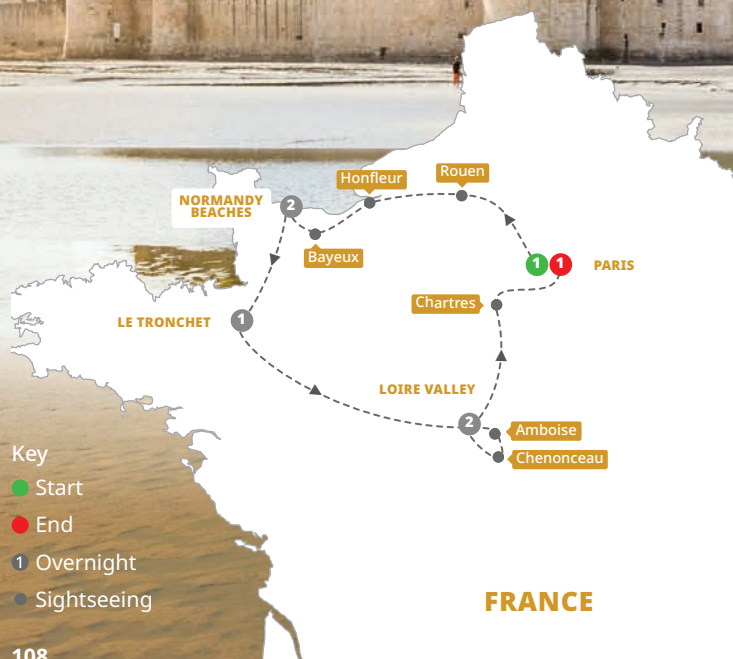 Rouen
Honfleur
NORMANDY
BEACHES
2
Bayeux
1
1
PARIS
Chartres
LE TRONCHET
1
LOIRE VALLEY
2
Amboise
Chenonceau
Key
Start
End
1 Overnight
Sightseeing
FRANCE
108